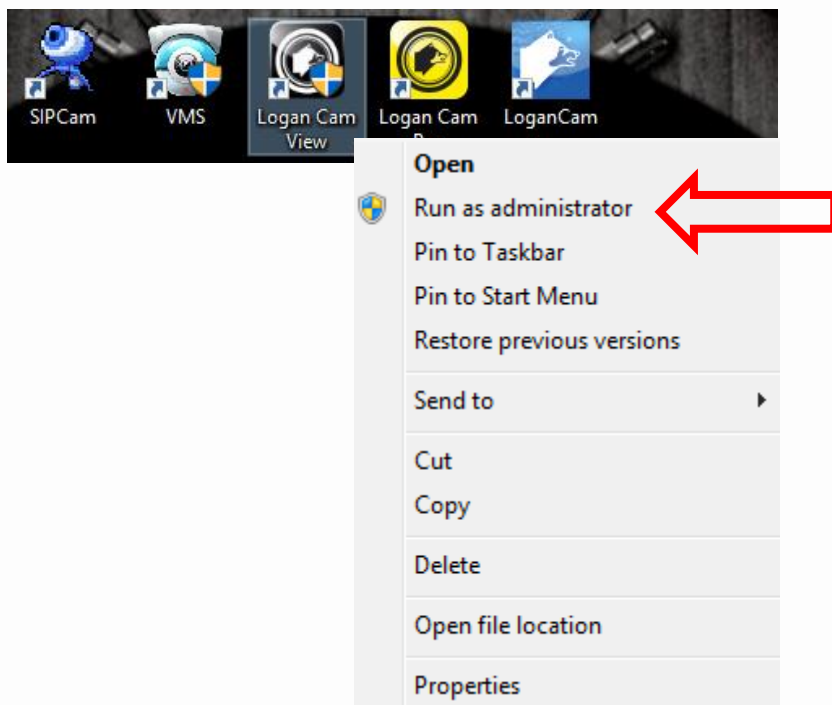 SIPCam
VMS
Logan Cam
View
Logan Cam
LoganCam
Open
Run as administrator
Pin to Taskbar
Pin to Start Menu
Restore previous versions
Send to
Cut
Copy
Delete
Open file location
Properties